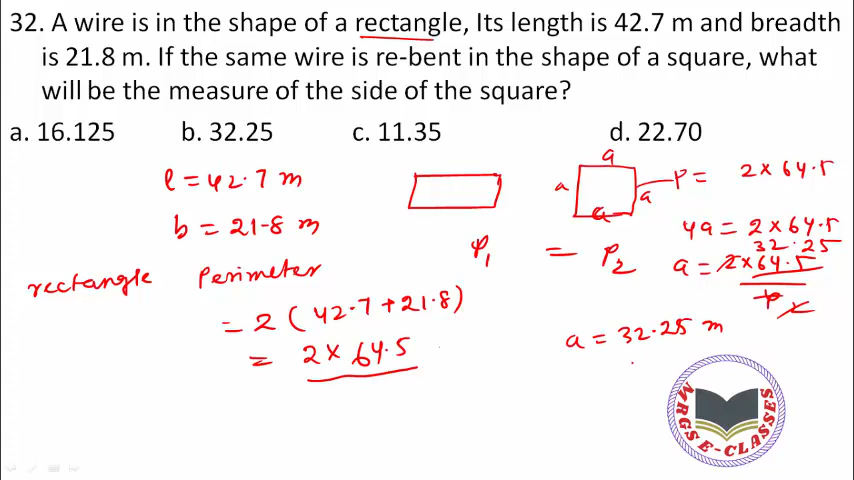 32. A wire is in the shape of a rectangle, Its length is 42.7 m and breadth
is 21.8 m. If the same wire is re-bent in the shape of a square, what
will be the measure of the side of the square?
a. 16.125 b. 32.25 c. 11.35 d. 22.70
l = 42.7 m
b = 21.8 m
rectangle Perimeter
= 2 (42.7 + 21.8)
= 2 × 64.5
P₁ = P₂
a
a
a
a
P = 2 × 64.5
4a = 2 × 64.5
32.25
a = 2 × 64.5
4 2
a = 32.25 m
MRGS E-CLASSES